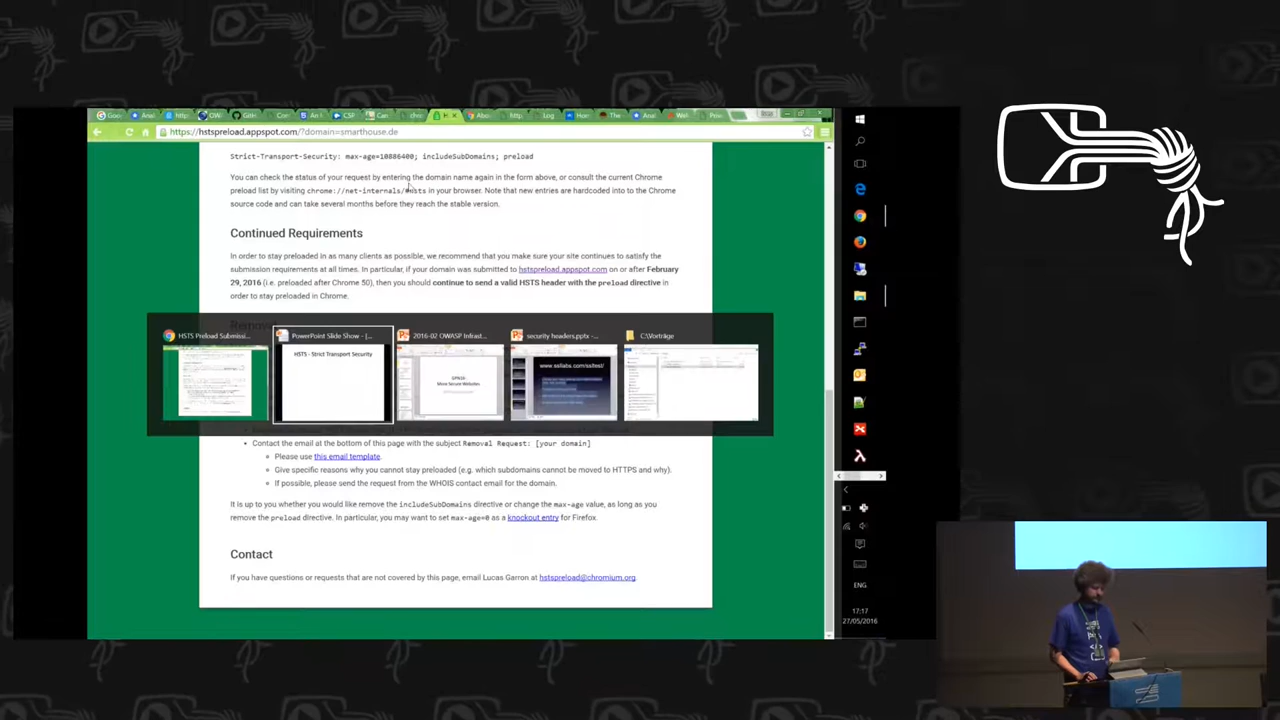 https://hstspreload.appspot.com/?domain=smarthouse.de
Strict-Transport-Security: max-age=10886400; includeSubDomains; preload
You can check the status of your request by entering the domain name again in the form above, or consult the current Chrome
preload list by visiting chrome://net-internals/#hsts in your browser. Note that new entries are hardcoded into to the Chrome
source code and can take several months before they reach the stable version.
Continued Requirements
In order to stay preloaded in as many clients as possible, we recommend that you make sure your site continues to satisfy the
submission requirements at all times. In particular, if your domain was submitted to hstspreload.appspot.com on or after February
29, 2016 (i.e. preloaded after Chrome 50), then you should continue to send a valid HSTS header with the preload directive in
order to stay preloaded in Chrome.
HSTS Preload Submissi...
PowerPoint Slide Show - [...
2016-02 OWASP Infrast...
security headers.pptx -...
C:\Vorträge
HSTS - Strict Transport Security
More Secure Websites
www.ssllabs.com/ssltest/
Contact the email at the bottom of this page with the subject Removal Request: [your domain]
Please use this email template.
Give specific reasons why you cannot stay preloaded (e.g. which subdomains cannot be moved to HTTPS and why).
If possible, please send the request from the WHOIS contact email for the domain.
It is up to you whether you would like remove the includeSubDomains directive or change the max-age value, as long as you
remove the preload directive. In particular, you may want to set max-age=0 as a knockout entry for Firefox.
Contact
If you have questions or requests that are not covered by this page, email Lucas Garron at hstspreload@chromium.org.
ENG
17:17
27/05/2016